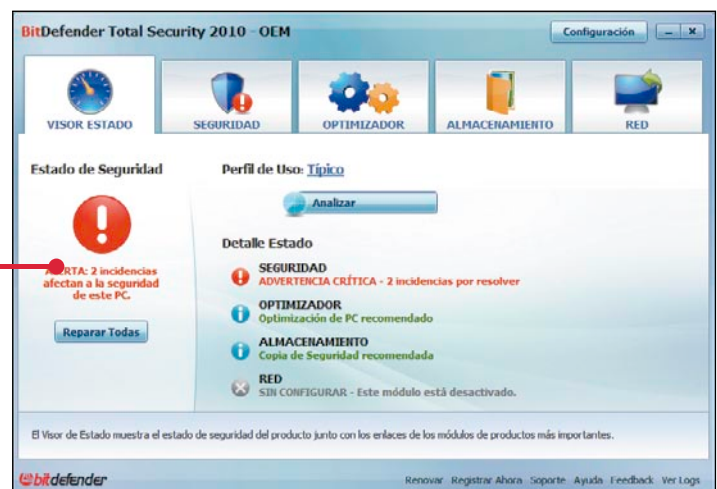 BitDefender Total Security 2010 - OEM
Configuración
VISOR ESTADO
SEGURIDAD
OPTIMIZADOR
ALMACENAMIENTO
RED
Estado de Seguridad
ALERTA: 2 incidencias
afectan a la seguridad
de este PC.
Reparar Todas
Perfil de Uso: Típico
Analizar
Detalle Estado
SEGURIDAD
ADVERTENCIA CRÍTICA - 2 incidencias por resolver
OPTIMIZADOR
Optimización de PC recomendado
ALMACENAMIENTO
Copia de Seguridad recomendada
RED
SIN CONFIGURAR - Este módulo está desactivado.
El Visor de Estado muestra el estado de seguridad del producto junto con los enlaces de los módulos de productos más importantes.
bitdefender
Renovar Registrar Ahora Soporte Ayuda Feedback Ver Logs